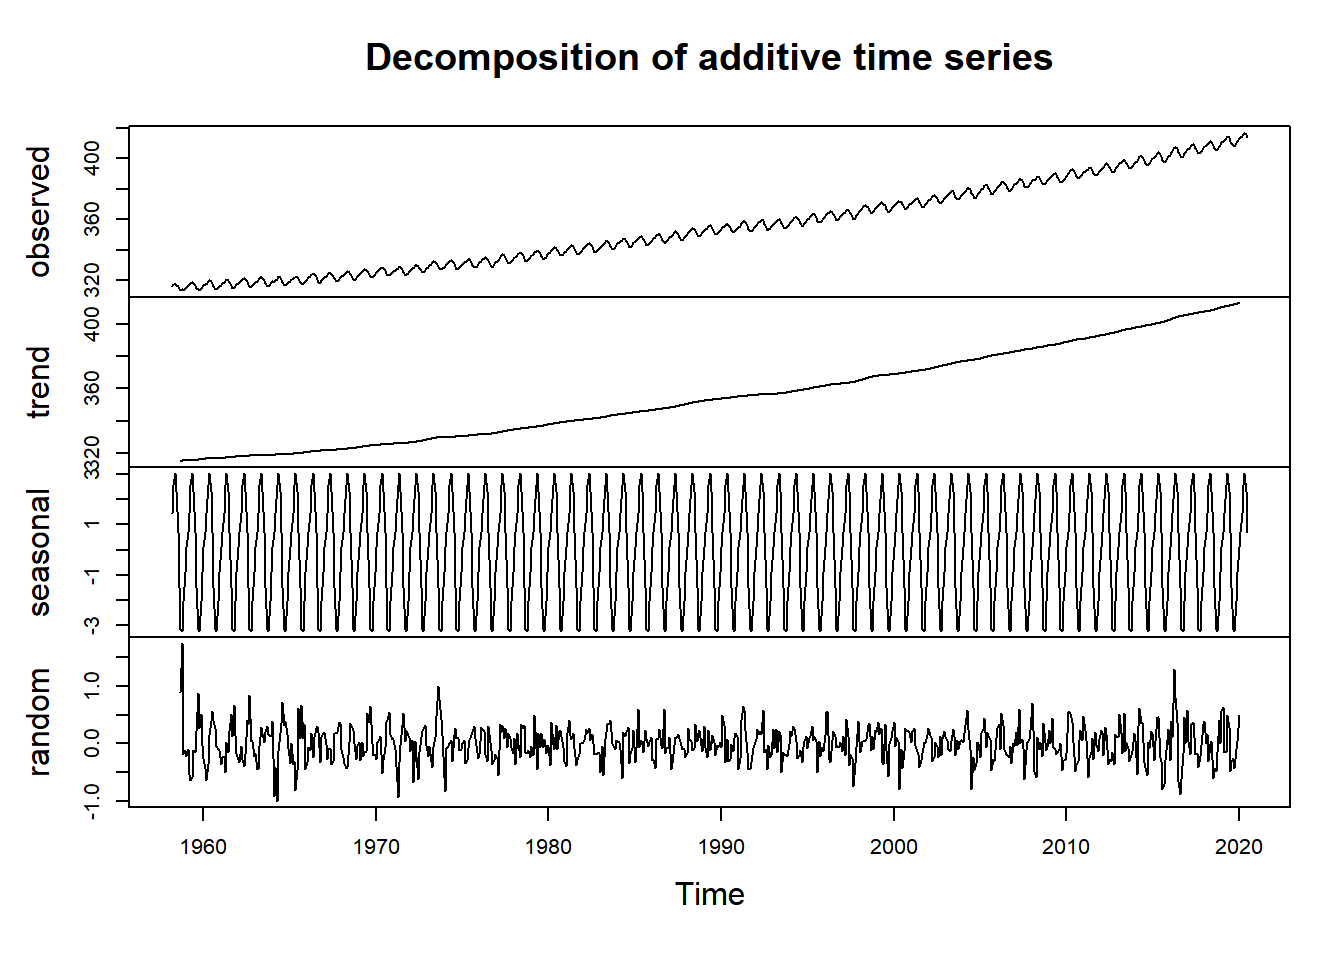 Decomposition of additive time series
observed
320 360 400
trend
320 360 400
seasonal
-3 -1 1 3
random
-1.0 0.0 1.0
1960 1970 1980 1990 2000 2010 2020
Time